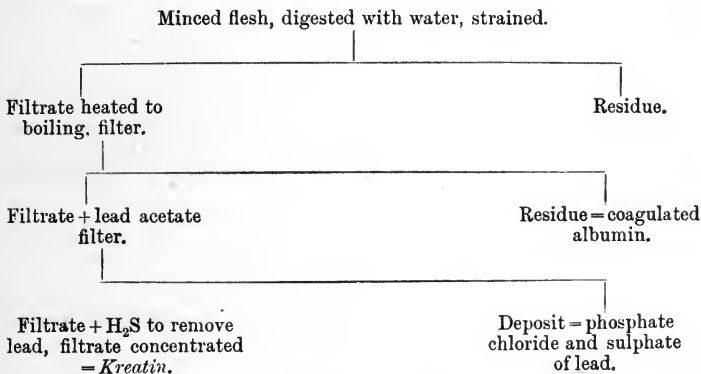 Minced flesh, digested with water, strained.
Filtrate heated to
boiling, filter.
Residue.
Filtrate + lead acetate
filter.
Residue = coagulated
albumin.
Filtrate + H₂S to remove
lead, filtrate concentrated
= Kreatin.
Deposit = phosphate
chloride and sulphate
of lead.